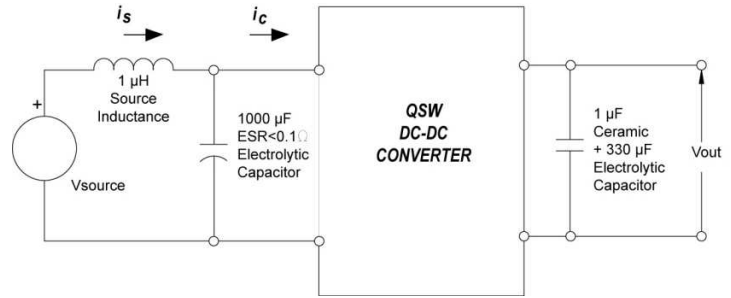 is
ic
+
1 µH
Source
Inductance
Vsource
1000 µF
ESR<0.1Ω
Electrolytic
Capacitor
QSW
DC-DC
CONVERTER
1 µF
Ceramic
+ 330 µF
Electrolytic
Capacitor
Vout